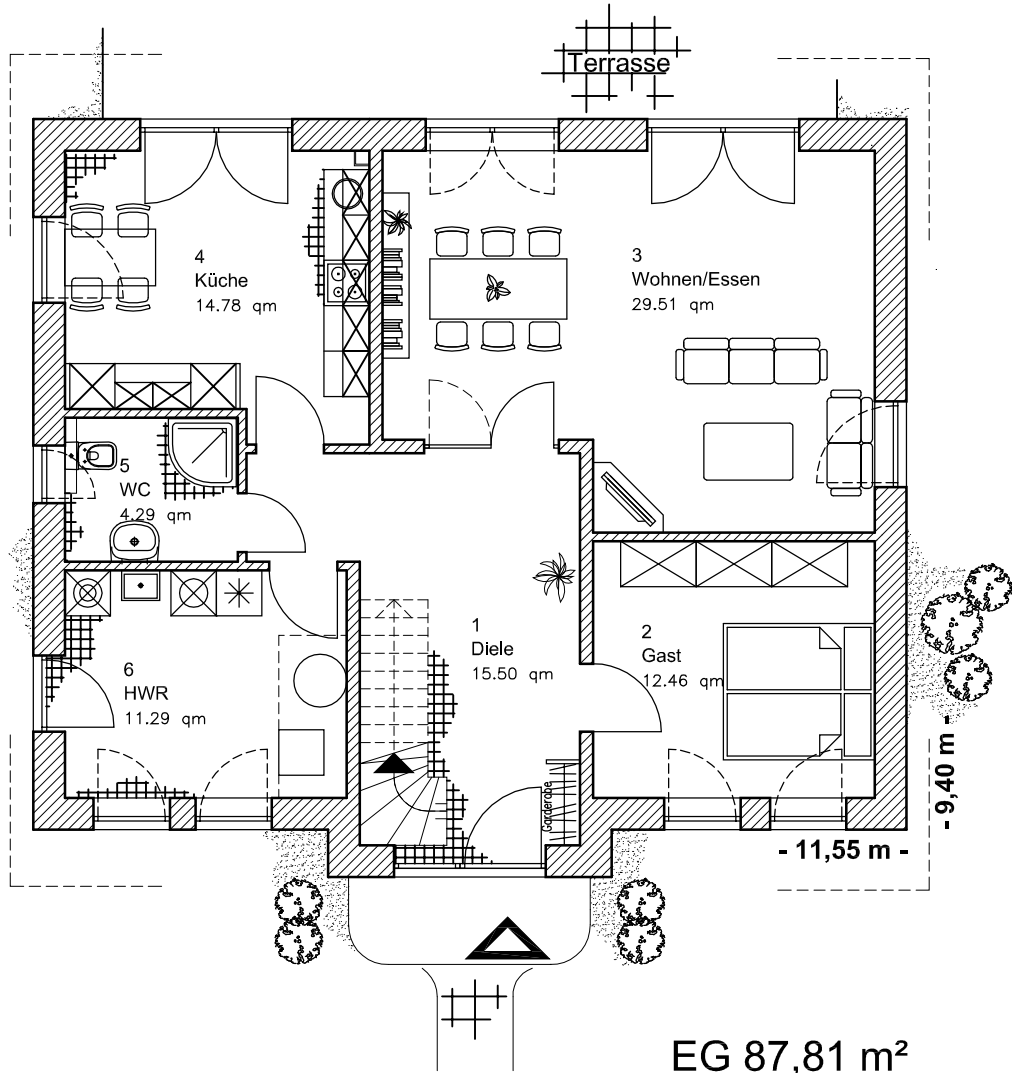 Terrasse
4
Küche
14.78 qm
3
Wohnen/Essen
29.51 qm
5
WC
4.29 qm
1
Diele
15.50 qm
2
Gast
12.46 qm
6
HWR
11.29 qm
Garderobe
- 9,40 m -
- 11,55 m -
EG 87,81 m²